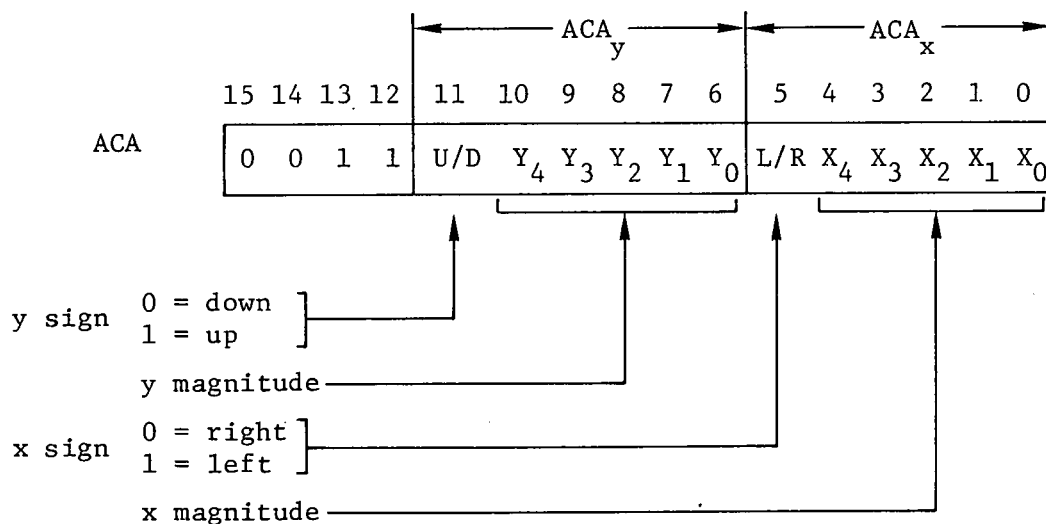 ACA_y ACA_x
15 14 13 12 11 10 9 8 7 6 5 4 3 2 1 0
ACA 0 0 1 1 U/D Y_4 Y_3 Y_2 Y_1 Y_0 L/R X_4 X_3 X_2 X_1 X_0
y sign 0 = down
1 = up
y magnitude
x sign 0 = right
1 = left
x magnitude